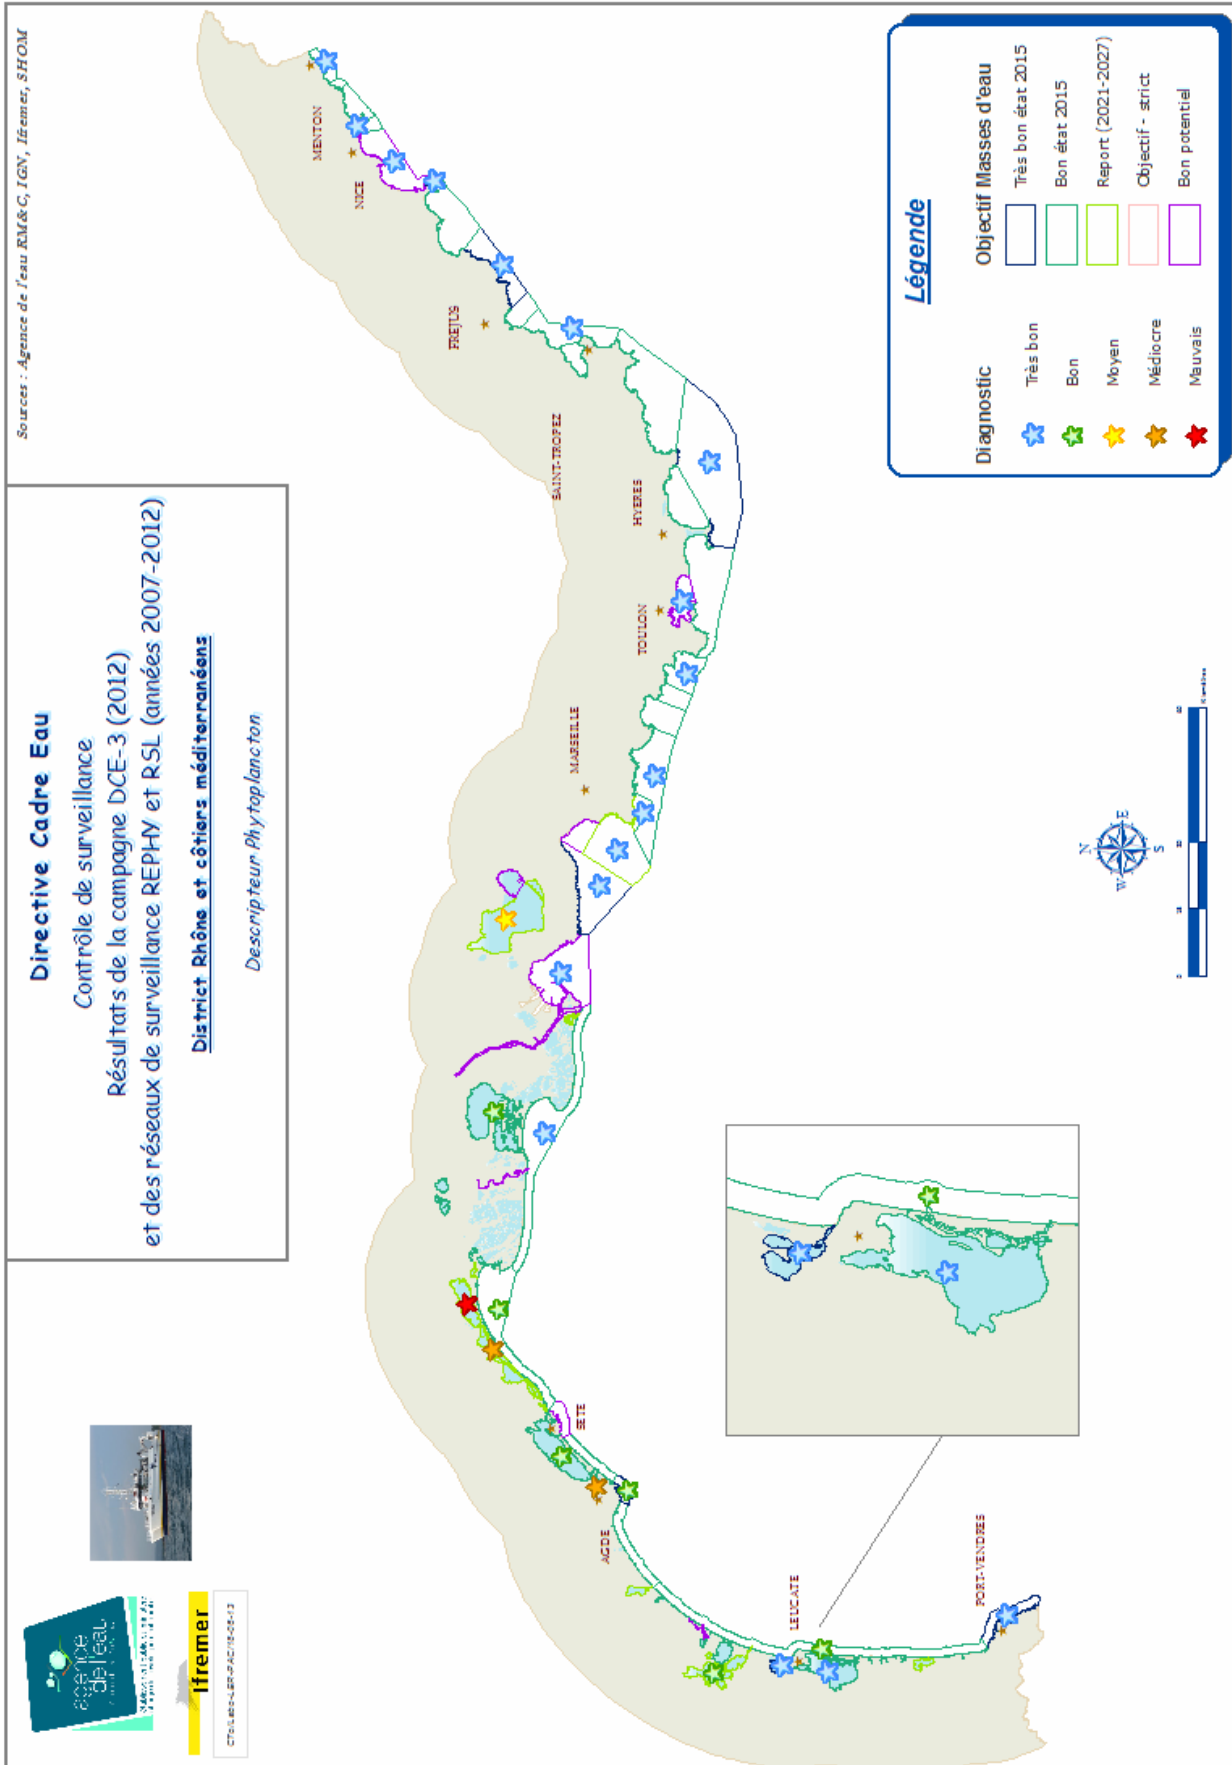 agence
de l'eau
Ifremer
Directive Cadre Eau
Contrôle de surveillance
Résultats de la campagne DCE-3 (2012)
et des réseaux de surveillance REPHY et RSL (années 2007-2012)
District Rhône et côtiers méditerranéens
Descripteur Phytoplancton
Sources : Agence de l'eau RM&C, IGN, Ifremer, SHOM
MENTON
NICE
FREJUS
SAINT-TROPEZ
HYERES
TOULON
MARSEILLE
SETE
AGDE
LEUCATE
PORT-VENDRES
N
W E
S
Légende
Diagnostic
Très bon
Bon
Moyen
Médiocre
Mauvais
Objectif Masses d'eau
Très bon état 2015
Bon état 2015
Report (2021-2027)
Objectif - strict
Bon potentiel